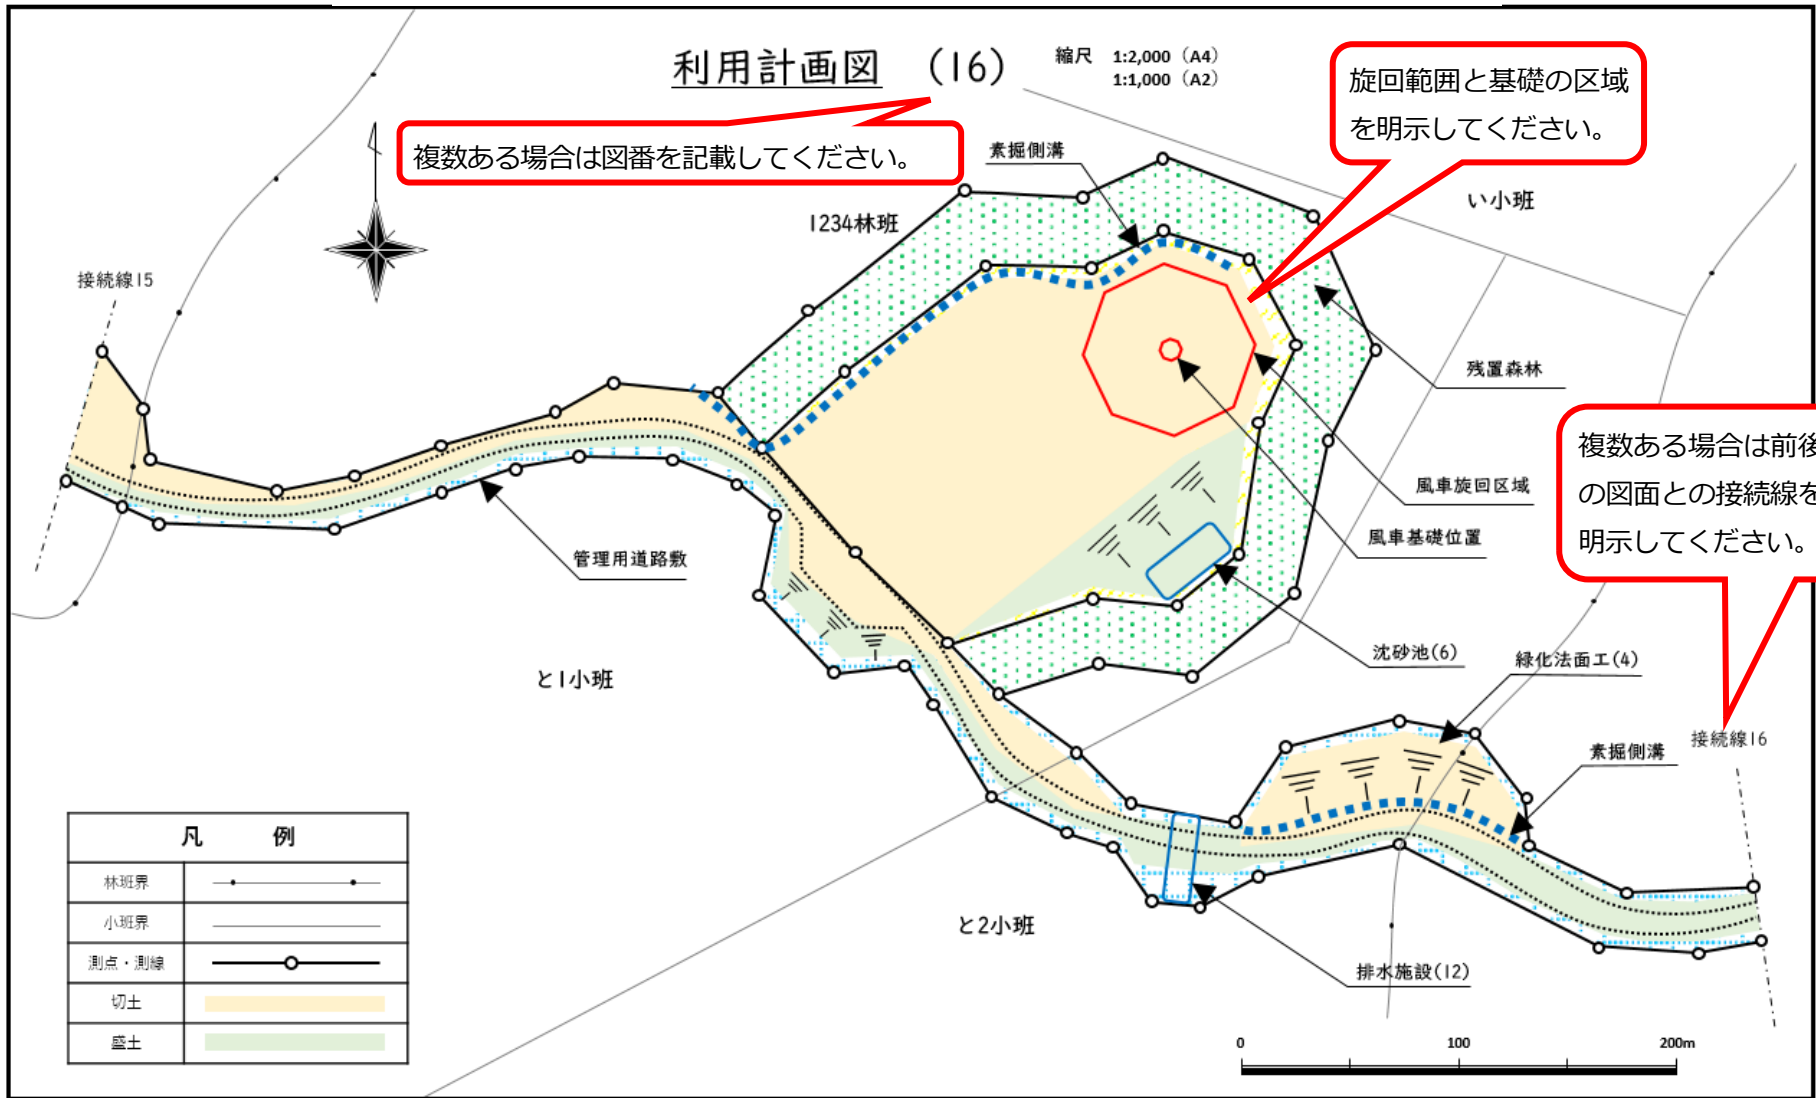 利用計画図 （16）
縮尺 1:2,000（A4）
1:1,000（A2）
旋回範囲と基礎の区域
を明示してください。
複数ある場合は図番を記載してください。
素掘側溝
い小班
1234林班
接続線15
残置森林
複数ある場合は前後
の図面との接続線を
明示してください。
風車旋回区域
風車基礎位置
管理用道路敷
沈砂池(6)
緑化法面工(4)
と1小班
接続線16
素掘側溝
凡 例
林班界
小班界
測点・測線
切土
盛土
と2小班
排水施設(12)
0 100 200m